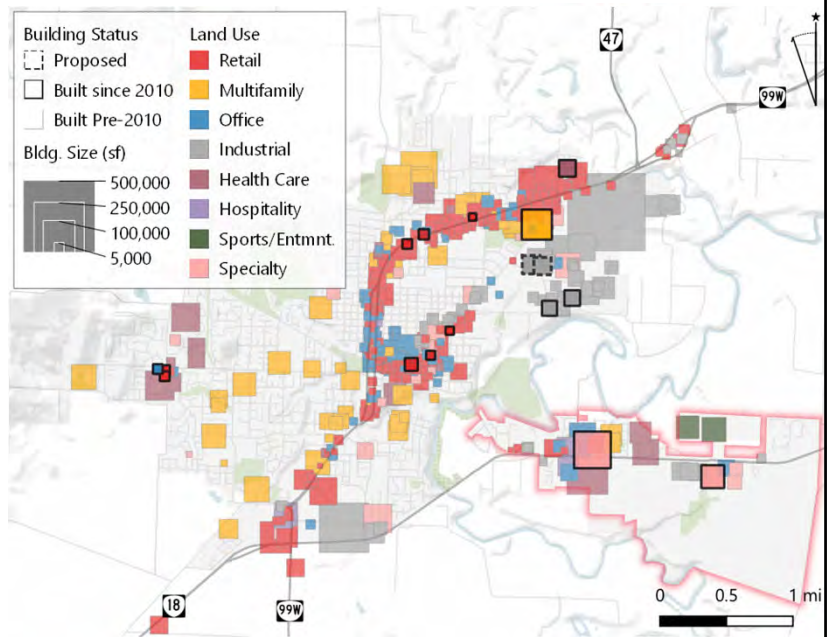 Building Status
Proposed
Built since 2010
Built Pre-2010
Bldg. Size (sf)
500,000
250,000
100,000
5,000
Land Use
Retail
Multifamily
Office
Industrial
Health Care
Hospitality
Sports/Entmnt.
Specialty
47
99W
18
99W
0 0.5 1 mi